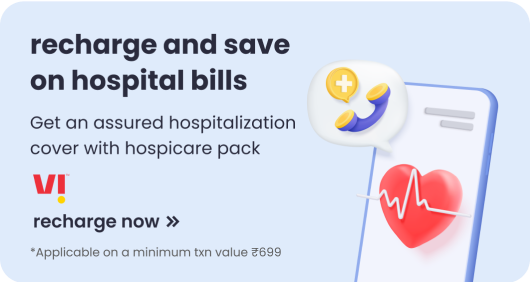 recharge and save
on hospital bills
Get an assured hospitalization
cover with hospicare pack
VI™
recharge now »
*Applicable on a minimum txn value ₹699